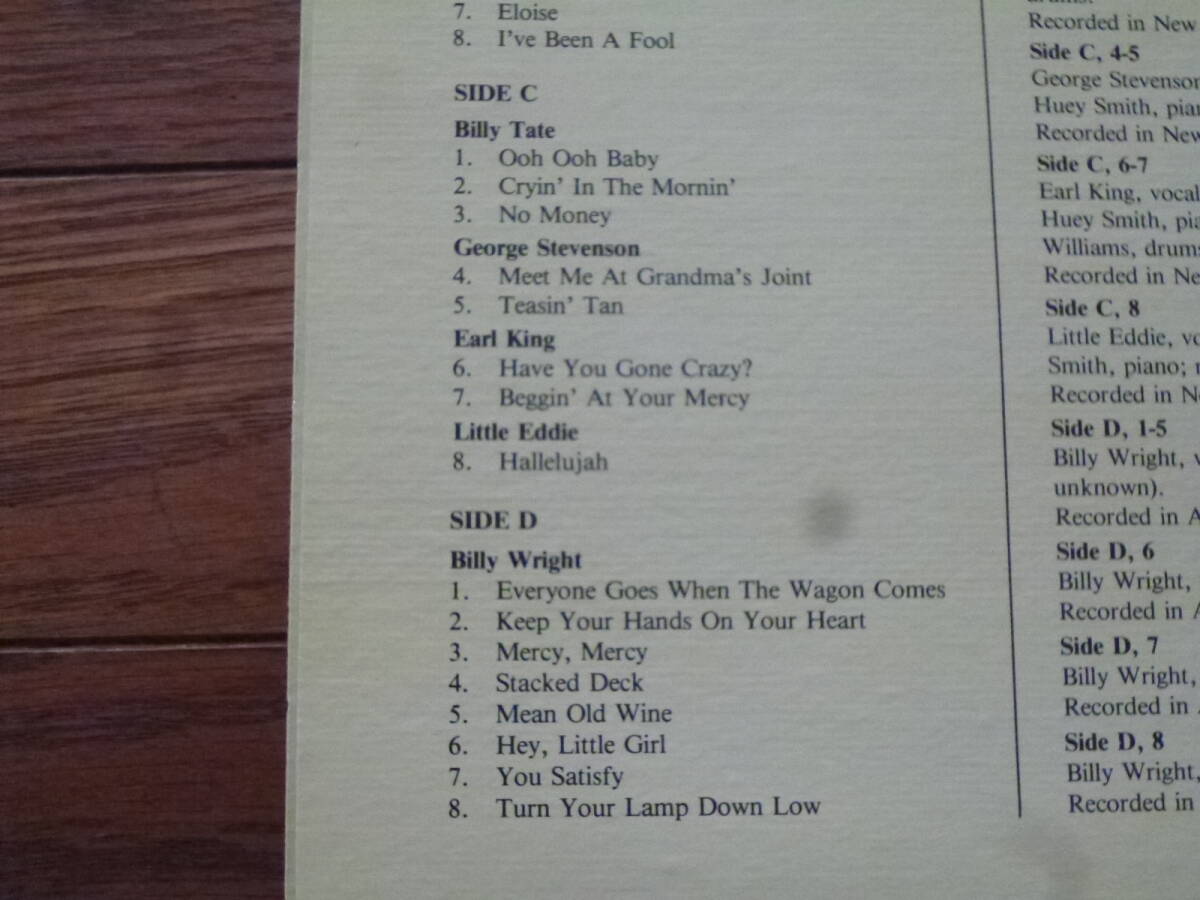 7. Eloise
8. I've Been A Fool
SIDE C
Billy Tate
1. Ooh Ooh Baby
2. Cryin' In The Mornin'
3. No Money
George Stevenson
4. Meet Me At Grandma's Joint
5. Teasin' Tan
Earl King
6. Have You Gone Crazy?
7. Beggin' At Your Mercy
Little Eddie
8. Hallelujah
SIDE D
Billy Wright
1. Everyone Goes When The Wagon Comes
2. Keep Your Hands On Your Heart
3. Mercy, Mercy
4. Stacked Deck
5. Mean Old Wine
6. Hey, Little Girl
7. You Satisfy
8. Turn Your Lamp Down Low
Recorded in New
Side C, 4-5
George Stevenson
Huey Smith,
Recorded in New
Side C, 6-7
Earl King, vocal
Huey Smith,
Williams, drums
Recorded in
Side C, 8
Little Eddie,
Smith, piano;
Recorded in
Side D, 1-5
Billy Wright,
unknown).
Recorded in A
Side D, 6
Billy Wright,
Recorded in A
Side D, 7
Billy Wright,
Recorded in
Side D, 8
Billy Wright,
Recorded in